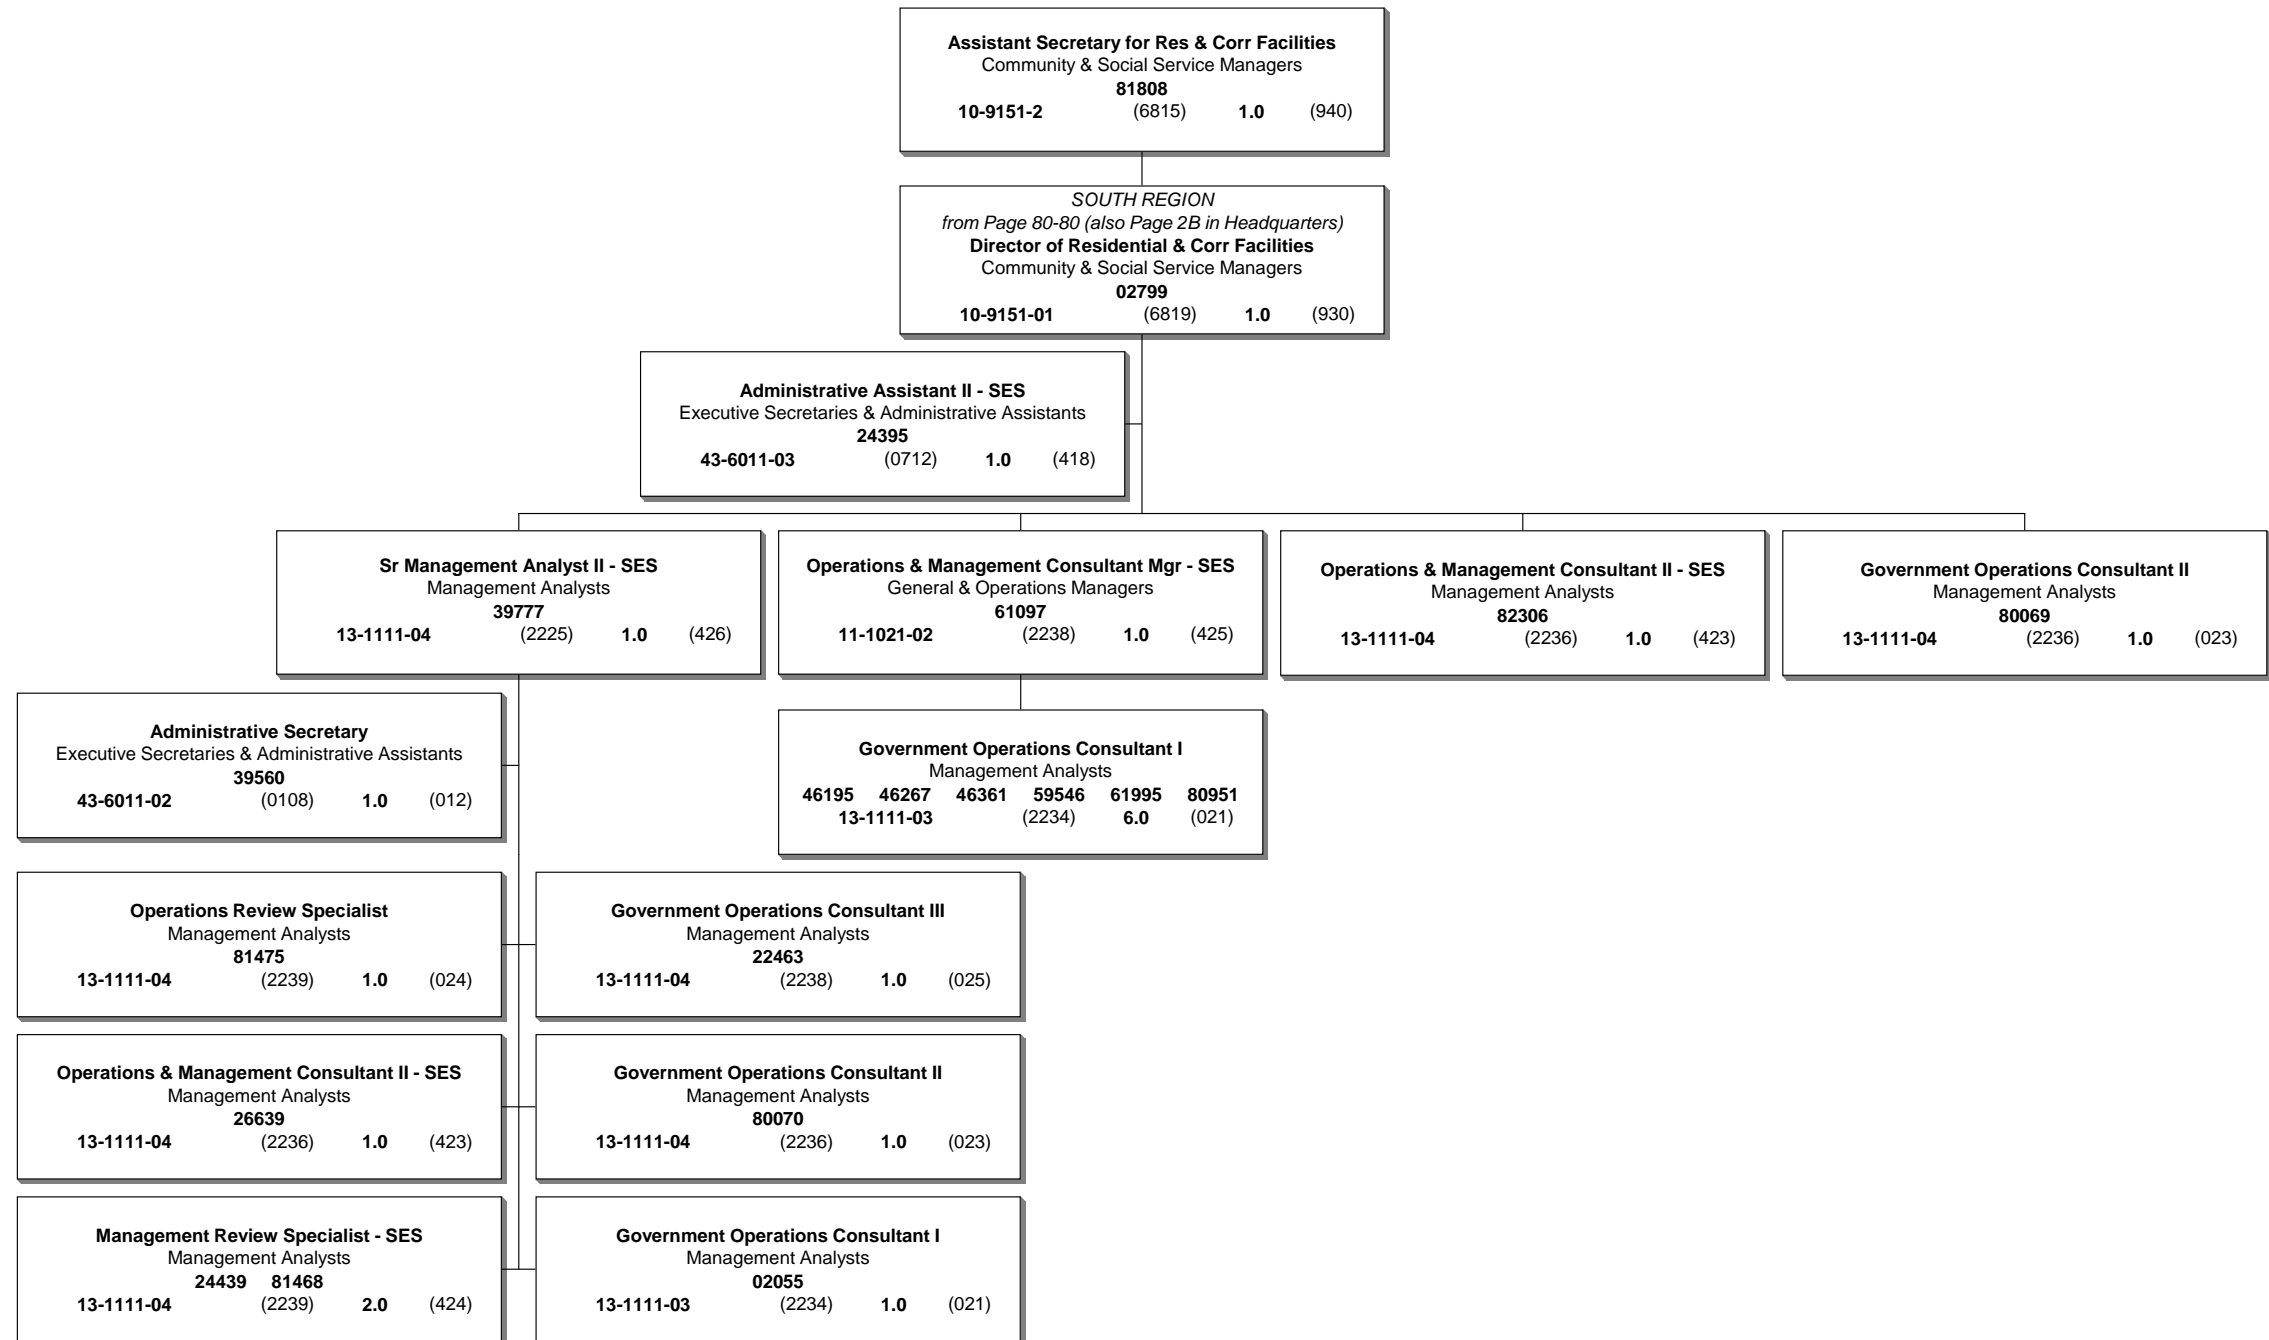 Assistant Secretary for Res & Corr Facilities
Community & Social Service Managers
81808
10-9151-2 (6815) 1.0 (940)
SOUTH REGION
from Page 80-80 (also Page 2B in Headquarters)
Director of Residential & Corr Facilities
Community & Social Service Managers
02799
10-9151-01 (6819) 1.0 (930)
Administrative Assistant II - SES
Executive Secretaries & Administrative Assistants
24395
43-6011-03 (0712) 1.0 (418)
Sr Management Analyst II - SES
Management Analysts
39777
13-1111-04 (2225) 1.0 (426)
Operations & Management Consultant Mgr - SES
General & Operations Managers
61097
11-1021-02 (2238) 1.0 (425)
Operations & Management Consultant II - SES
Management Analysts
82306
13-1111-04 (2236) 1.0 (423)
Government Operations Consultant II
Management Analysts
80069
13-1111-04 (2236) 1.0 (023)
Administrative Secretary
Executive Secretaries & Administrative Assistants
39560
43-6011-02 (0108) 1.0 (012)
Government Operations Consultant I
Management Analysts
46195 46267 46361 59546 61995 80951
13-1111-03 (2234) 6.0 (021)
Operations Review Specialist
Management Analysts
81475
13-1111-04 (2239) 1.0 (024)
Government Operations Consultant III
Management Analysts
22463
13-1111-04 (2238) 1.0 (025)
Operations & Management Consultant II - SES
Management Analysts
26639
13-1111-04 (2236) 1.0 (423)
Government Operations Consultant II
Management Analysts
80070
13-1111-04 (2236) 1.0 (023)
Management Review Specialist - SES
Management Analysts
24439 81468
13-1111-04 (2239) 2.0 (424)
Government Operations Consultant I
Management Analysts
02055
13-1111-03 (2234) 1.0 (021)